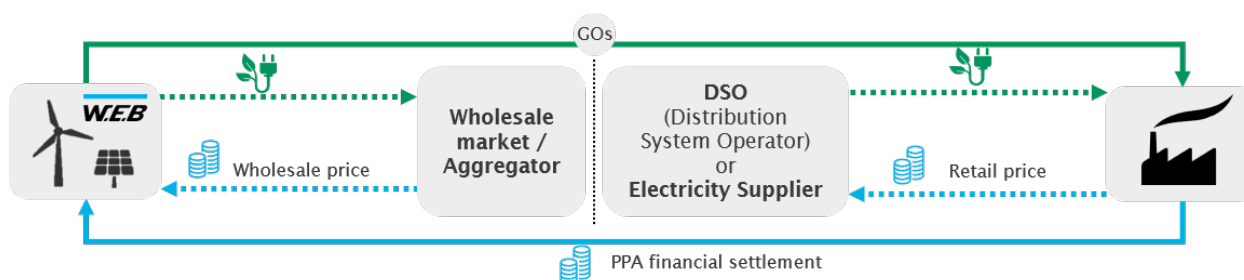 GOs
W.E.B
Wholesale
market /
Aggregator
Wholesale price
DSO
(Distribution
System Operator)
or
Electricity Supplier
Retail price
PPA financial settlement